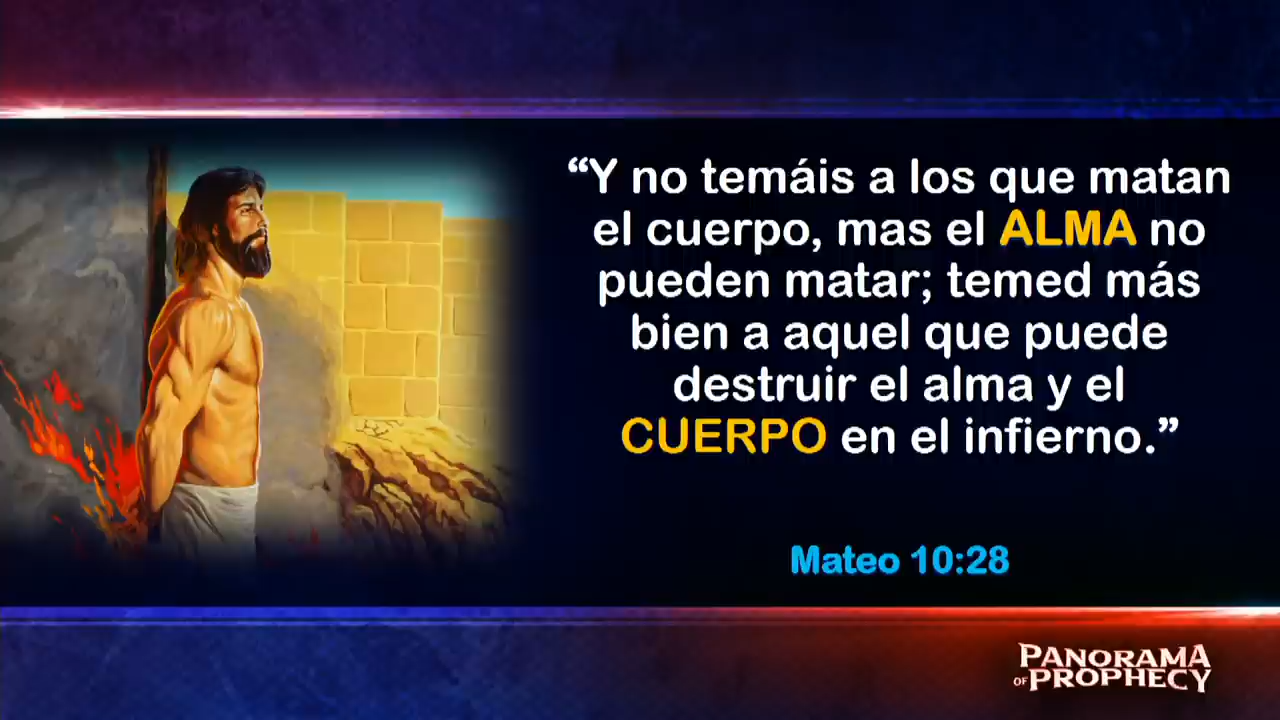 “Y no temáis a los que matan
el cuerpo, mas el ALMA no
pueden matar; temed más
bien a aquel que puede
destruir el alma y el
CUERPO en el infierno.”
Mateo 10:28
PANORAMA
OF PROPHECY